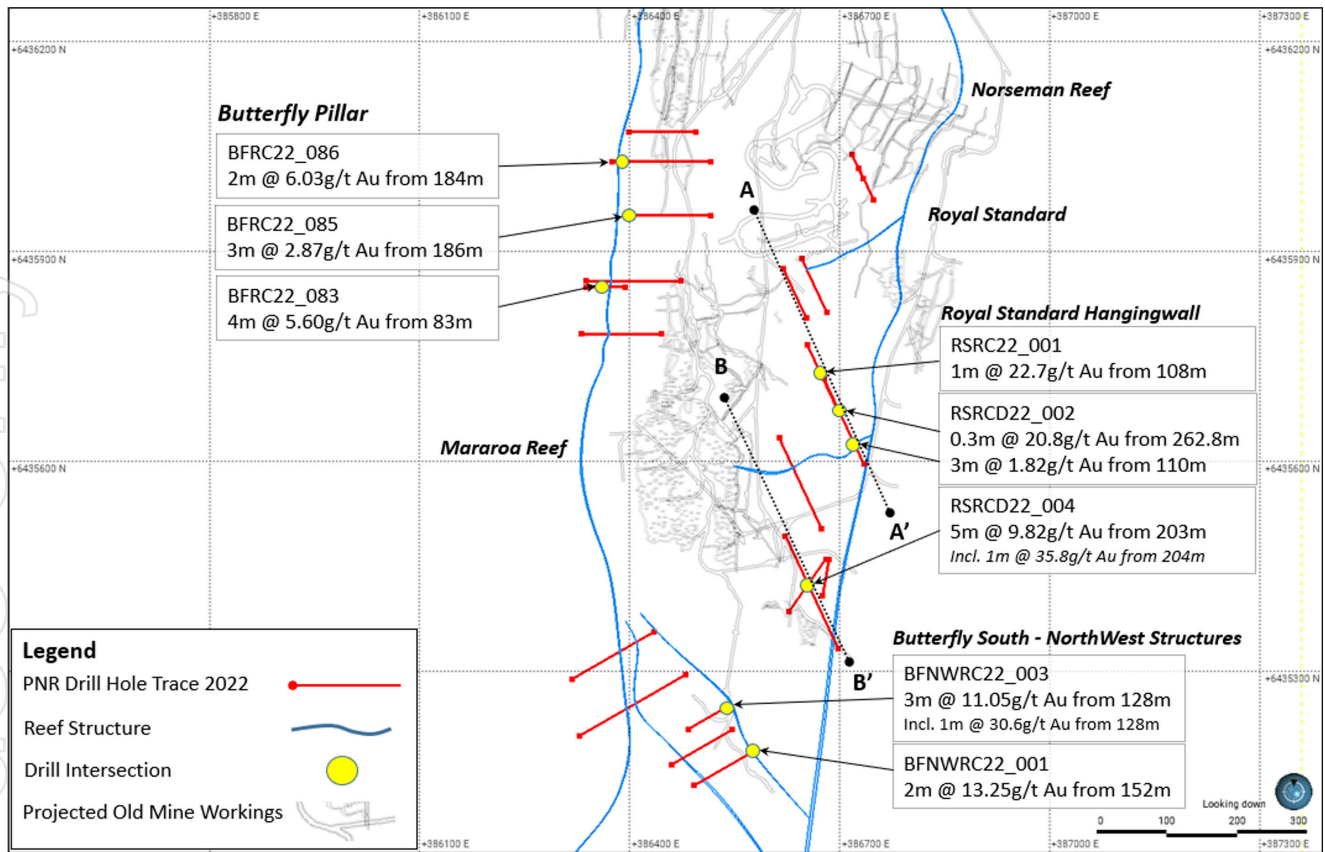 +385800 E
+386100 E
+386400 E
+386700 E
+387000 E
+387300 E
+6436200 N
+6436200 N
Norseman Reef
Butterfly Pillar
BFRC22_086
2m @ 6.03g/t Au from 184m
A
BFRC22_085
3m @ 2.87g/t Au from 186m
Royal Standard
+6435900 N
+6435900 N
BFRC22_083
4m @ 5.60g/t Au from 83m
Royal Standard Hangingwall
RSRC22_001
1m @ 22.7g/t Au from 108m
B
RSRCD22_002
0.3m @ 20.8g/t Au from 262.8m
3m @ 1.82g/t Au from 110m
Mararoa Reef
+6435600 N
+6435600 N
A'
RSRCD22_004
5m @ 9.82g/t Au from 203m
Incl. 1m @ 35.8g/t Au from 204m
Butterfly South - NorthWest Structures
B'
+6435300 N
BFNWRC22_003
3m @ 11.05g/t Au from 128m
Incl. 1m @ 30.6g/t Au from 128m
BFNWRC22_001
2m @ 13.25g/t Au from 152m
Legend
PNR Drill Hole Trace 2022
Reef Structure
Drill Intersection
Projected Old Mine Workings
Looking down
0 100 200 300
+386100 E
+386400 E
+386700 E
+387000 E
+387300 E